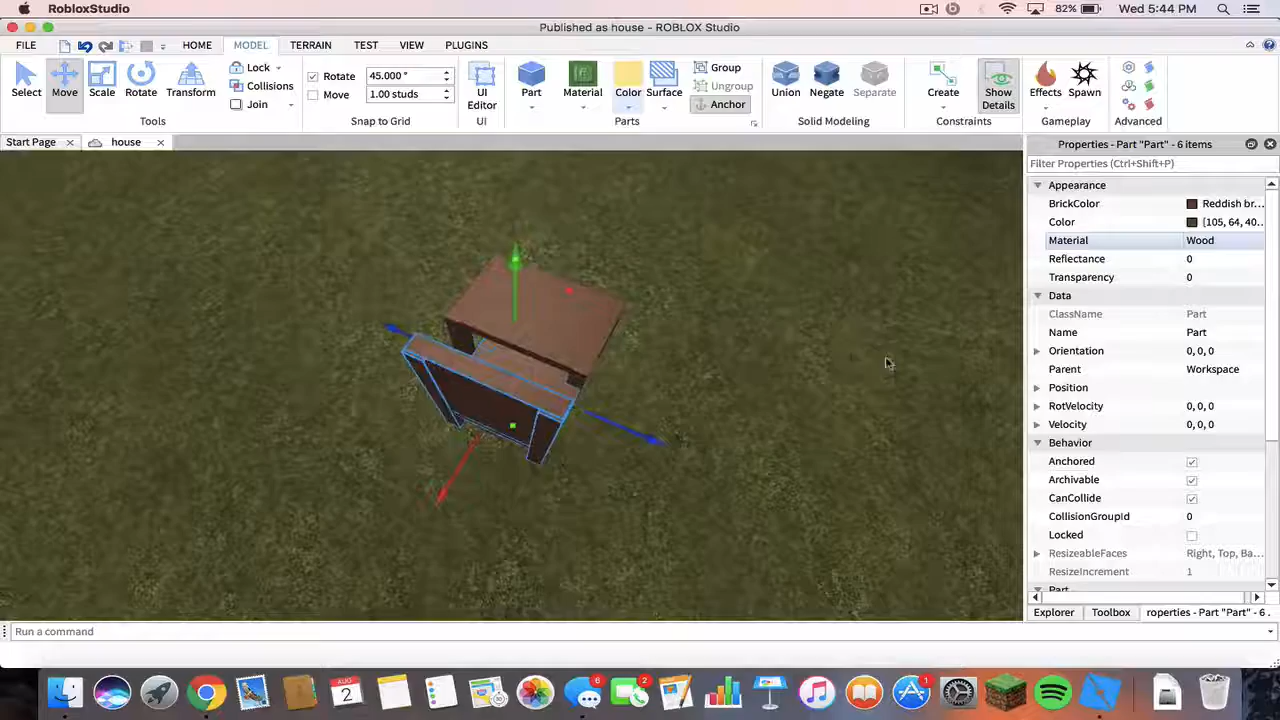 RobloxStudio 82% Wed 5:44 PM
Published as house - ROBLOX Studio
FILE HOME MODEL TERRAIN TEST VIEW PLUGINS
Select Move Scale Rotate Transform
Tools
Lock
Collisions
Join
Rotate 45.000 °
Move 1.00 studs
Snap to Grid
UI Editor
UI
Part Material Color Surface
Group
Ungroup
Anchor
Parts
Union Negate Separate
Solid Modeling
Create Show Details
Constraints
Effects Spawn
Gameplay
Advanced
Start Page house
Properties - Part "Part" - 6 items
Filter Properties (Ctrl+Shift+P)
Appearance
BrickColor Reddish br...
Color [105, 64, 40...
Material Wood
Reflectance 0
Transparency 0
Data
ClassName Part
Name Part
Orientation 0, 0, 0
Parent Workspace
Position
RotVelocity 0, 0, 0
Velocity 0, 0, 0
Behavior
Anchored
Archivable
CanCollide
CollisionGroupId 0
Locked
ResizeableFaces Right, Top, Ba...
ResizeIncrement 1
Part
Explorer Toolbox roperties - Part "Part" - 6 .
Run a command
AUG
2
6
2
1